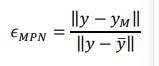 ϵ_MPN = ‖y − y_M‖ / ‖y − ȳ‖